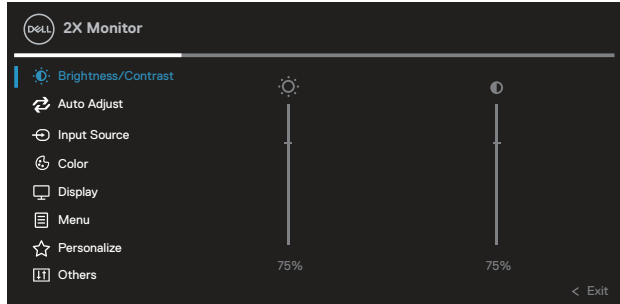 DELL 2X Monitor
Brightness/Contrast
Auto Adjust
Input Source
Color
Display
Menu
Personalize
Others
75% 75%
< Exit